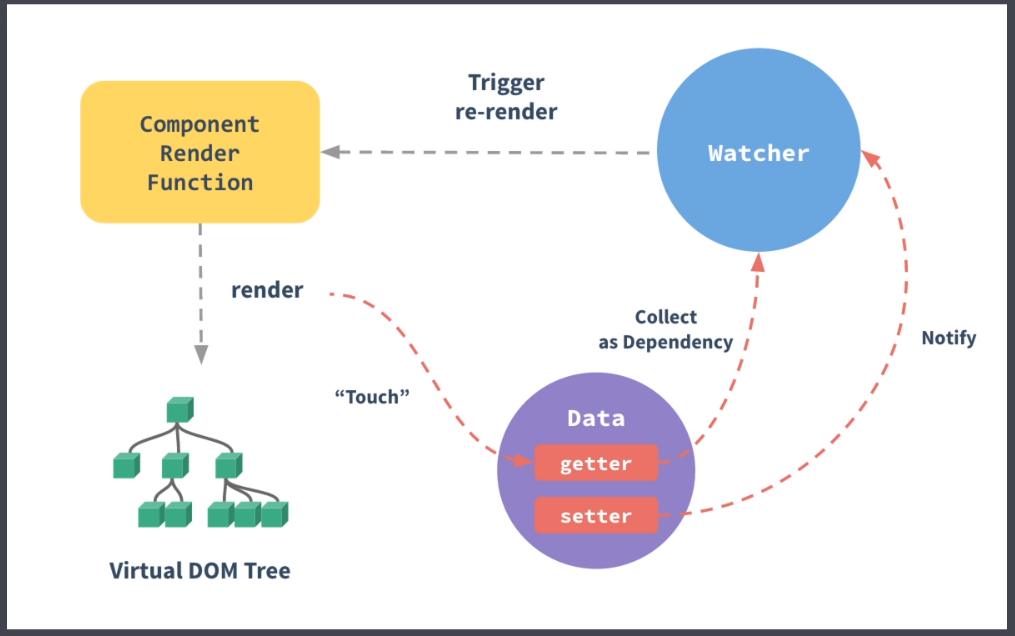 Trigger
re-render
Component
Render
Function
Watcher
render
Collect
as Dependency
Notify
“Touch”
Data
getter
setter
Virtual DOM Tree